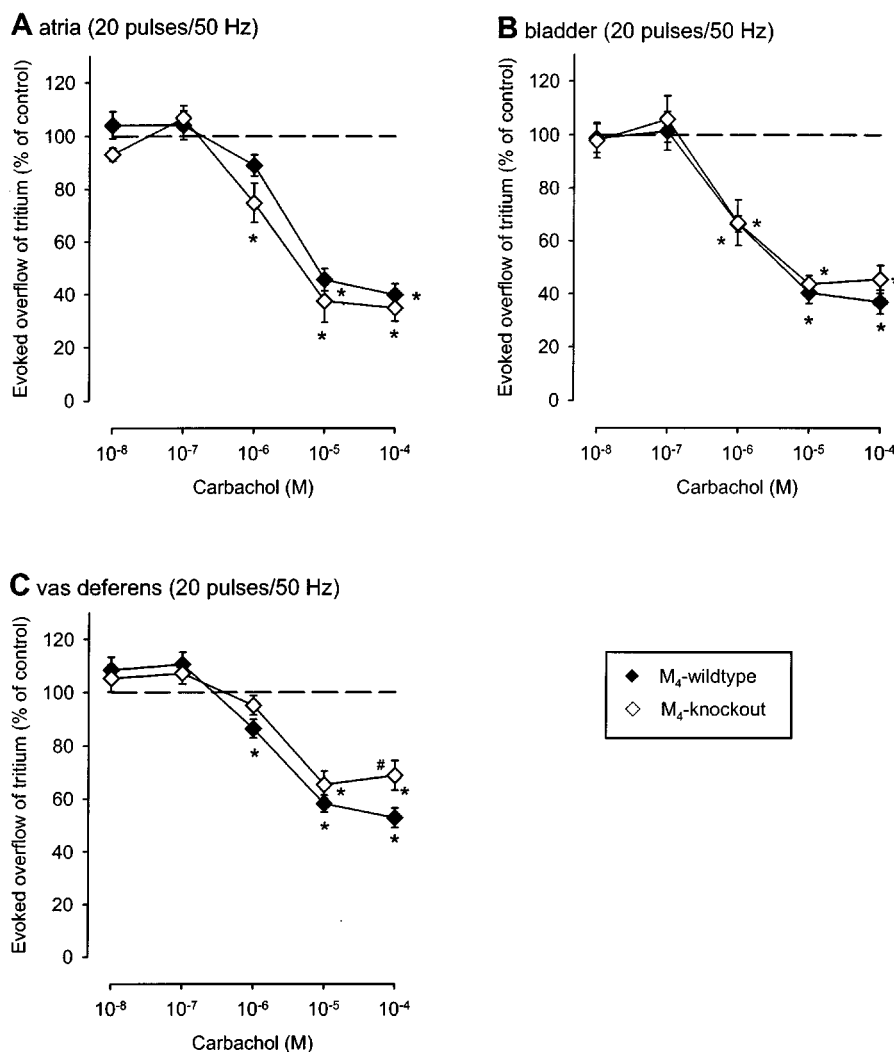 A atria (20 pulses/50 Hz)
Evoked overflow of tritium (% of control)
120
100
80
60
40
20
0
*
*
*
*
*
10⁻⁸ 10⁻⁷ 10⁻⁶ 10⁻⁵ 10⁻⁴
Carbachol (M)
B bladder (20 pulses/50 Hz)
Evoked overflow of tritium (% of control)
120
100
80
60
40
20
0
* *
*
*
*
*
10⁻⁸ 10⁻⁷ 10⁻⁶ 10⁻⁵ 10⁻⁴
Carbachol (M)
C vas deferens (20 pulses/50 Hz)
Evoked overflow of tritium (% of control)
120
100
80
60
40
20
0
#
*
* *
*
*
10⁻⁸ 10⁻⁷ 10⁻⁶ 10⁻⁵ 10⁻⁴
Carbachol (M)
M₄-wildtype
M₄-knockout